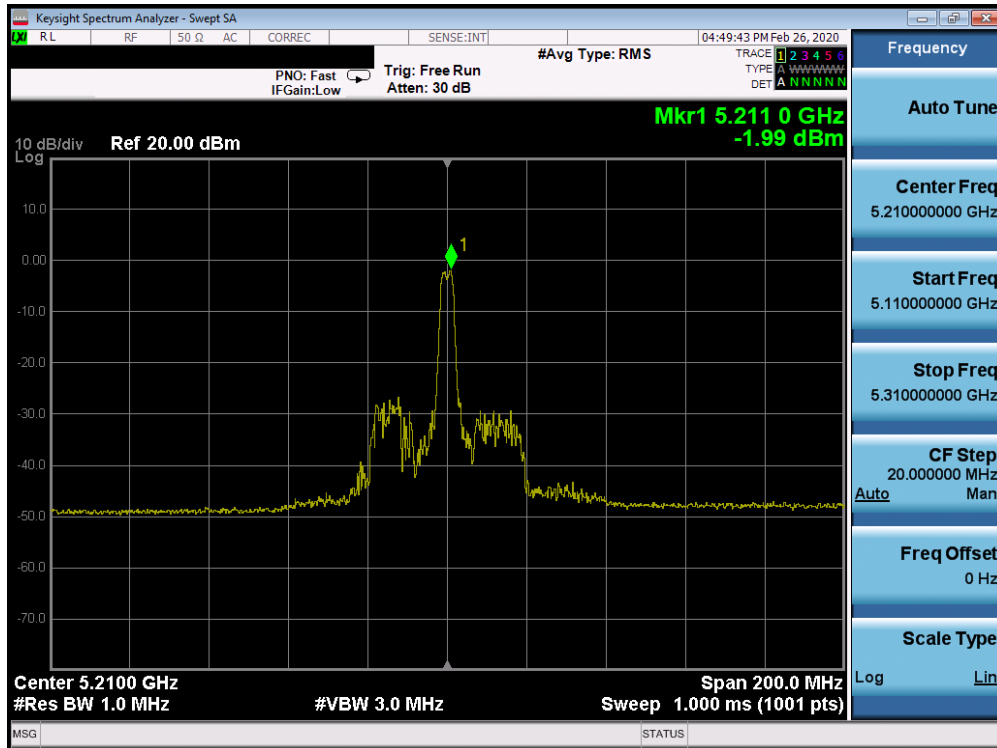 Keysight Spectrum Analyzer - Swept SA
LXI RL RF 50 Ω AC CORREC SENSE:INT 04:49:43 PM Feb 26, 2020
PNO: Fast
IFGain:Low
Trig: Free Run
Atten: 30 dB
#Avg Type: RMS
TRACE 1 2 3 4 5 6
TYPE A WWWWW
DET A N N N N N
Mkr1 5.211 0 GHz
-1.99 dBm
10 dB/div Ref 20.00 dBm
Log
1
10.0
0.00
-10.0
-20.0
-30.0
-40.0
-50.0
-60.0
-70.0
Center 5.2100 GHz Span 200.0 MHz
#Res BW 1.0 MHz #VBW 3.0 MHz Sweep 1.000 ms (1001 pts)
MSG STATUS
Frequency
Auto Tune
Center Freq
5.210000000 GHz
Start Freq
5.110000000 GHz
Stop Freq
5.310000000 GHz
CF Step
20.000000 MHz
Auto Man
Freq Offset
0 Hz
Scale Type
Log Lin